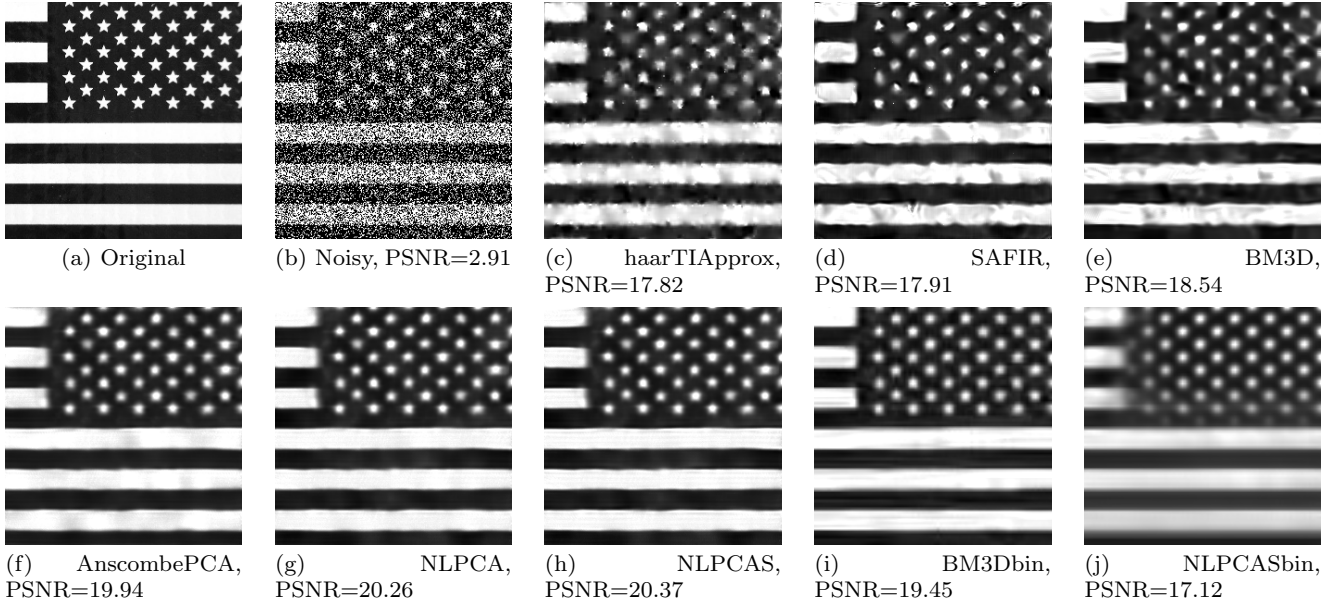 (a) Original
(b) Noisy, PSNR=2.91
(c) haarTIApprox,
PSNR=17.82
(d) SAFIR,
PSNR=17.91
(e) BM3D,
PSNR=18.54
(f) AnscombePCA,
PSNR=19.94
(g) NLPCA,
PSNR=20.26
(h) NLPCAS,
PSNR=20.37
(i) BM3Dbin,
PSNR=19.45
(j) NLPCASbin,
PSNR=17.12